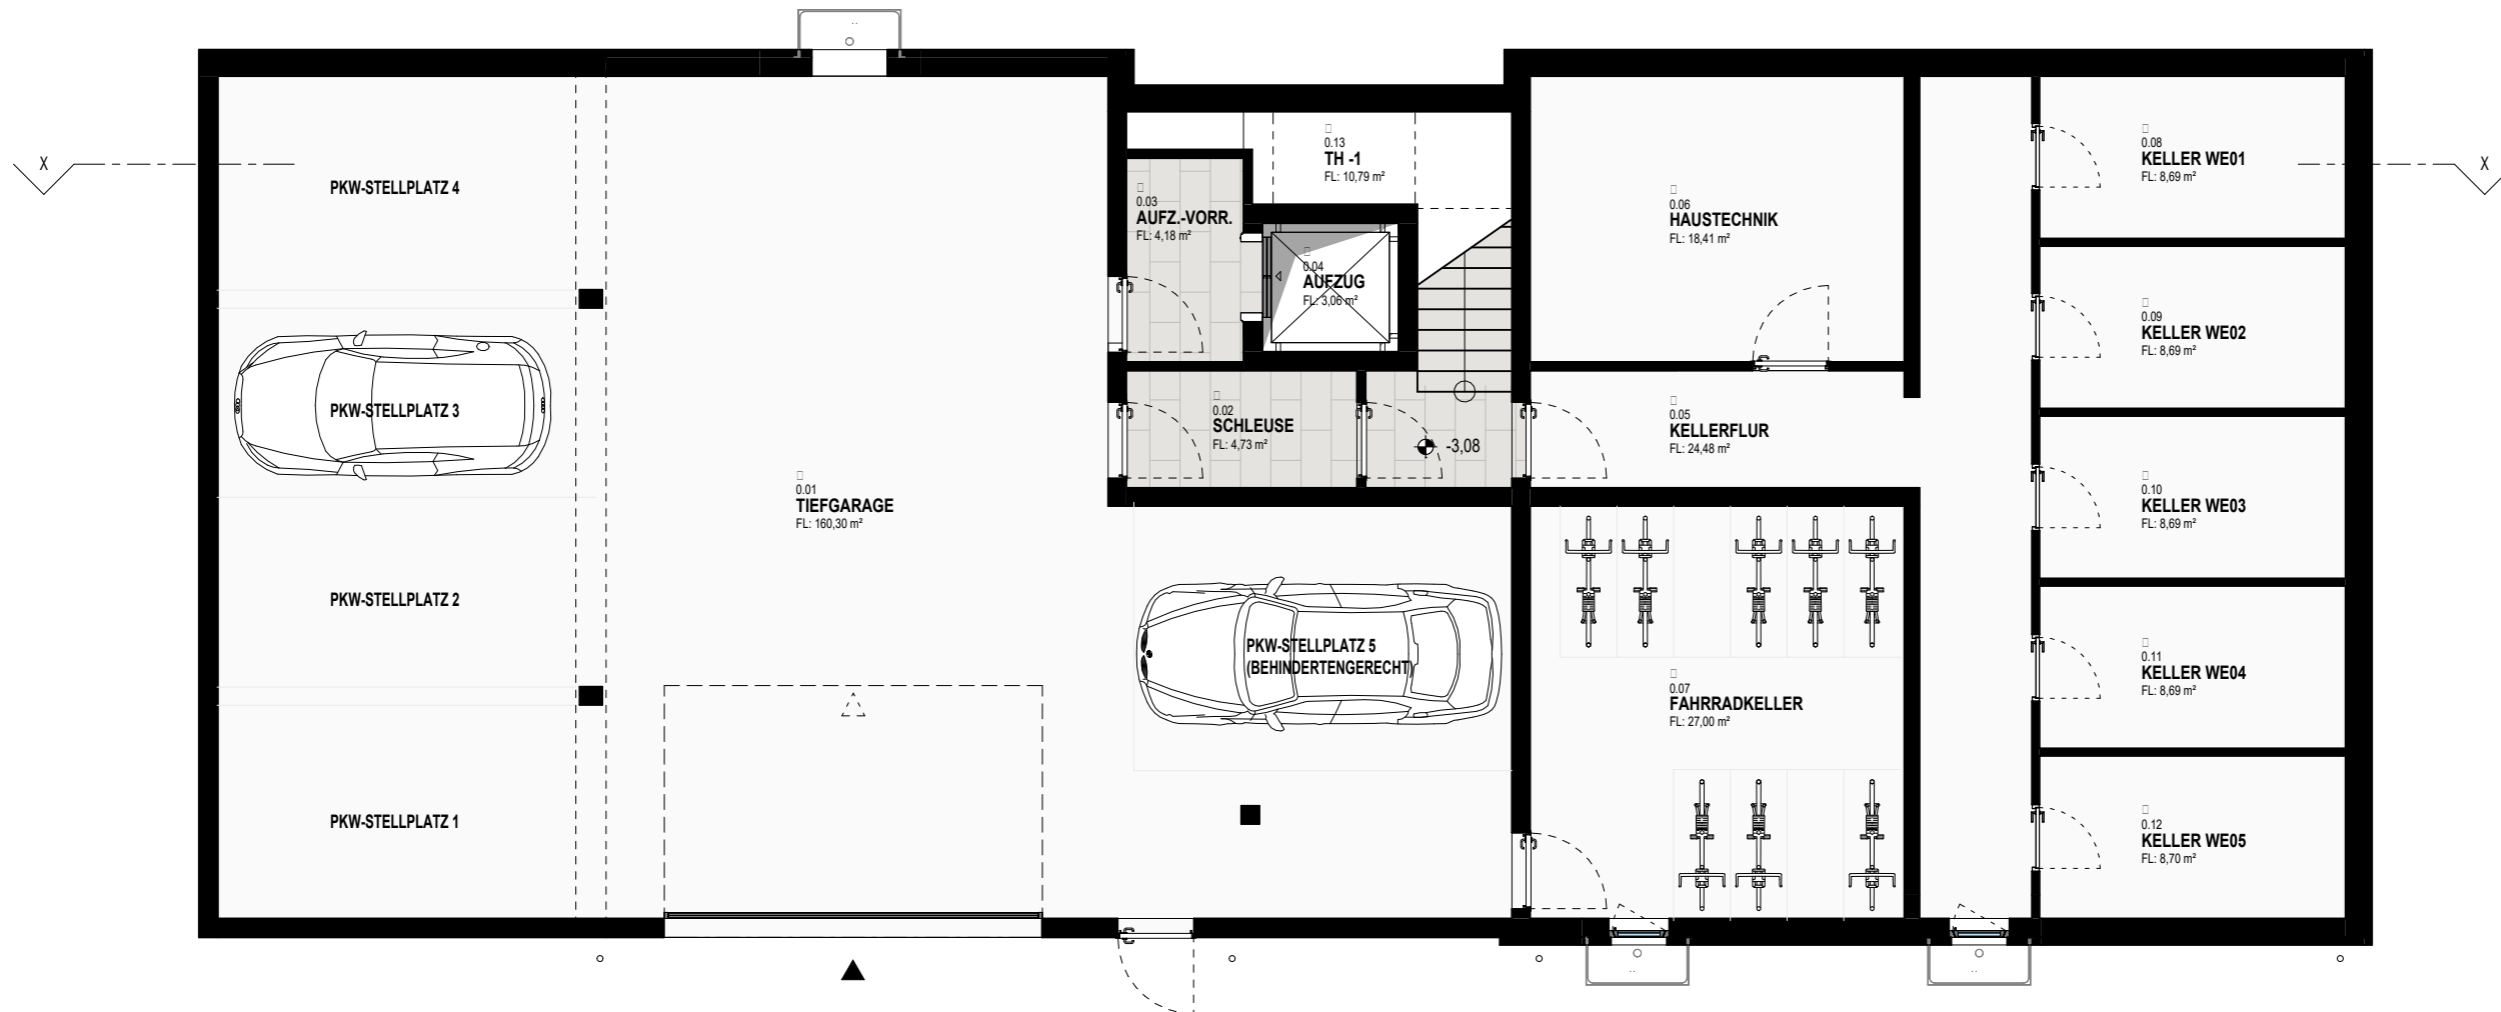 X
PKW-STELLPLATZ 4
PKW-STELLPLATZ 3
PKW-STELLPLATZ 2
PKW-STELLPLATZ 1
0.01
TIEFGARAGE
FL: 160,30 m²
0.03
AUFZ.-VORR.
FL: 4,18 m²
0.13
TH -1
FL: 10,79 m²
0.04
AUFZUG
FL: 3,06 m²
0.02
SCHLEUSE
FL: 4,73 m²
-3,08
PKW-STELLPLATZ 5
(BEHINDERTENGERECHT)
0.06
HAUSTECHNIK
FL: 18,41 m²
0.05
KELLERFLUR
FL: 24,48 m²
0.07
FAHRRADKELLER
FL: 27,00 m²
0.08
KELLER WE01
FL: 8,69 m²
0.09
KELLER WE02
FL: 8,69 m²
0.10
KELLER WE03
FL: 8,69 m²
0.11
KELLER WE04
FL: 8,69 m²
0.12
KELLER WE05
FL: 8,70 m²
X